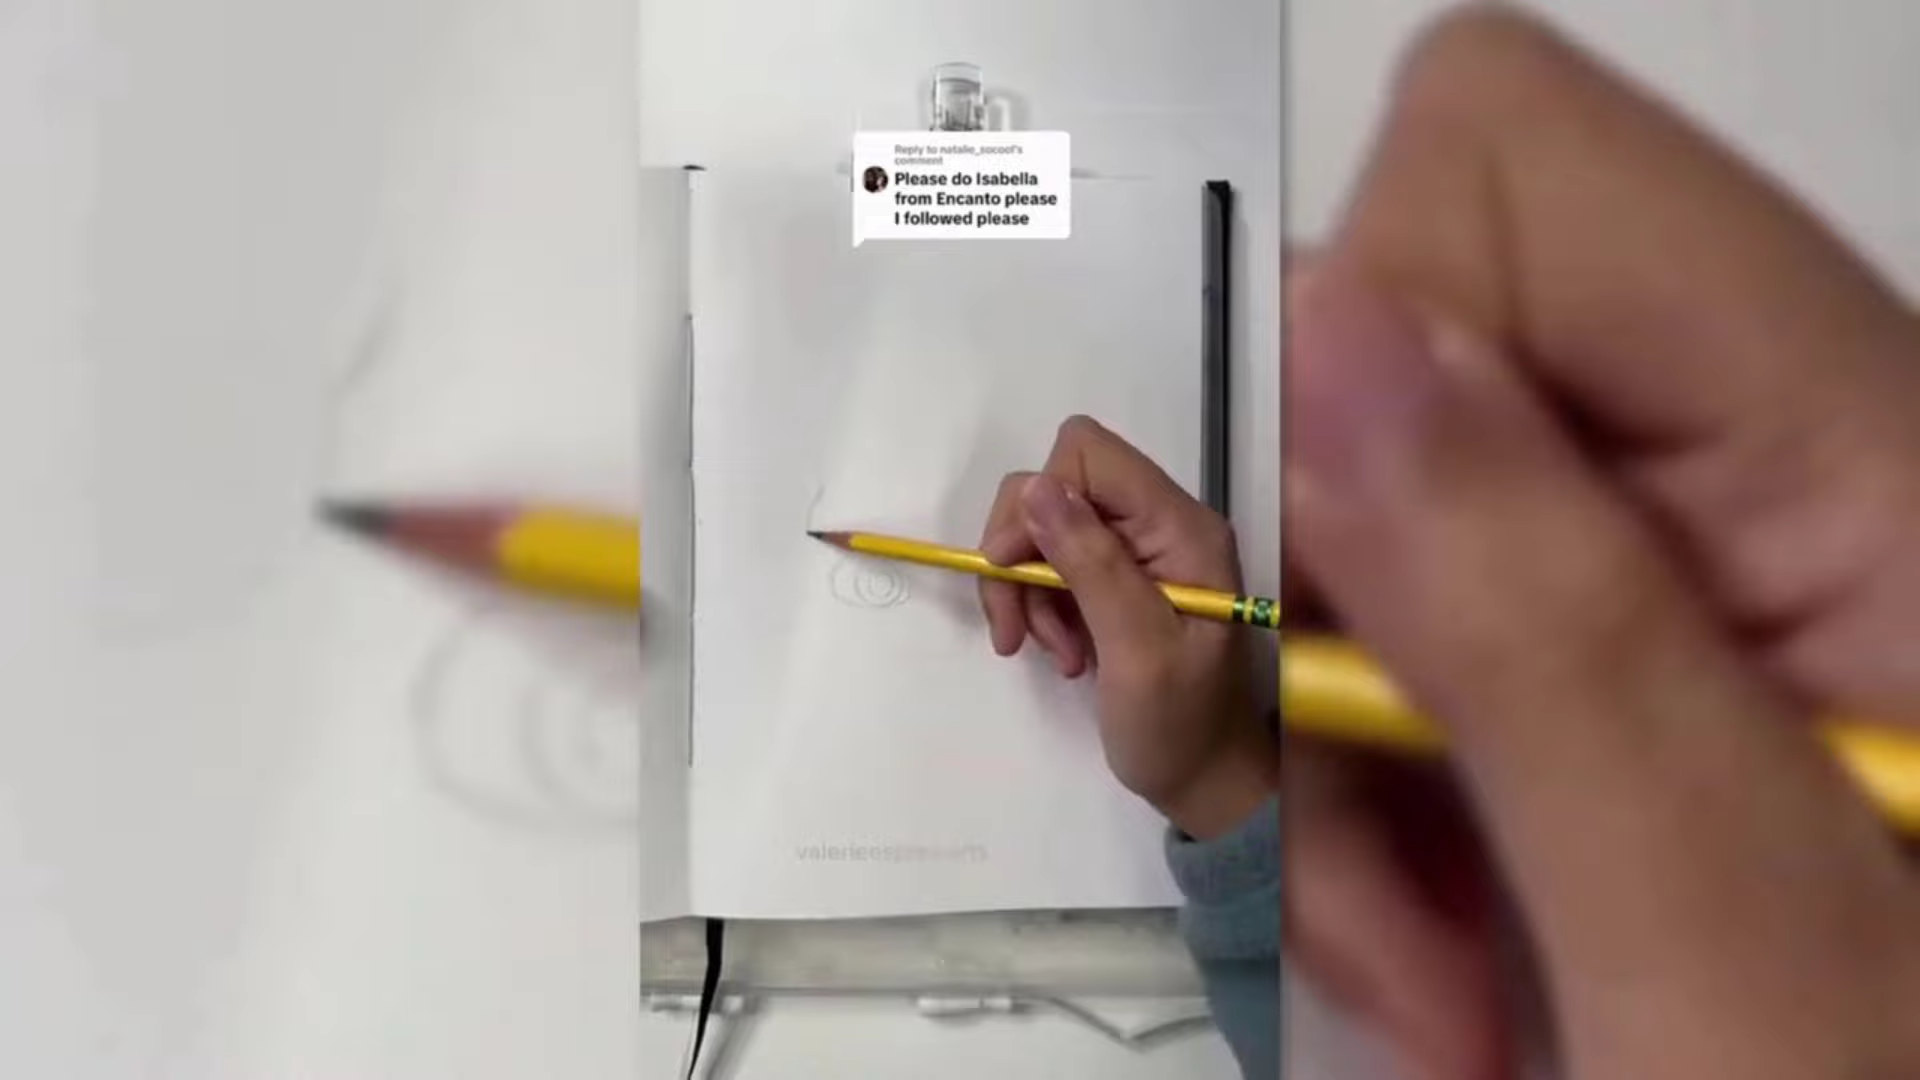 Reply to natalie_socool's
comment
Please do Isabella
from Encanto please
I followed please